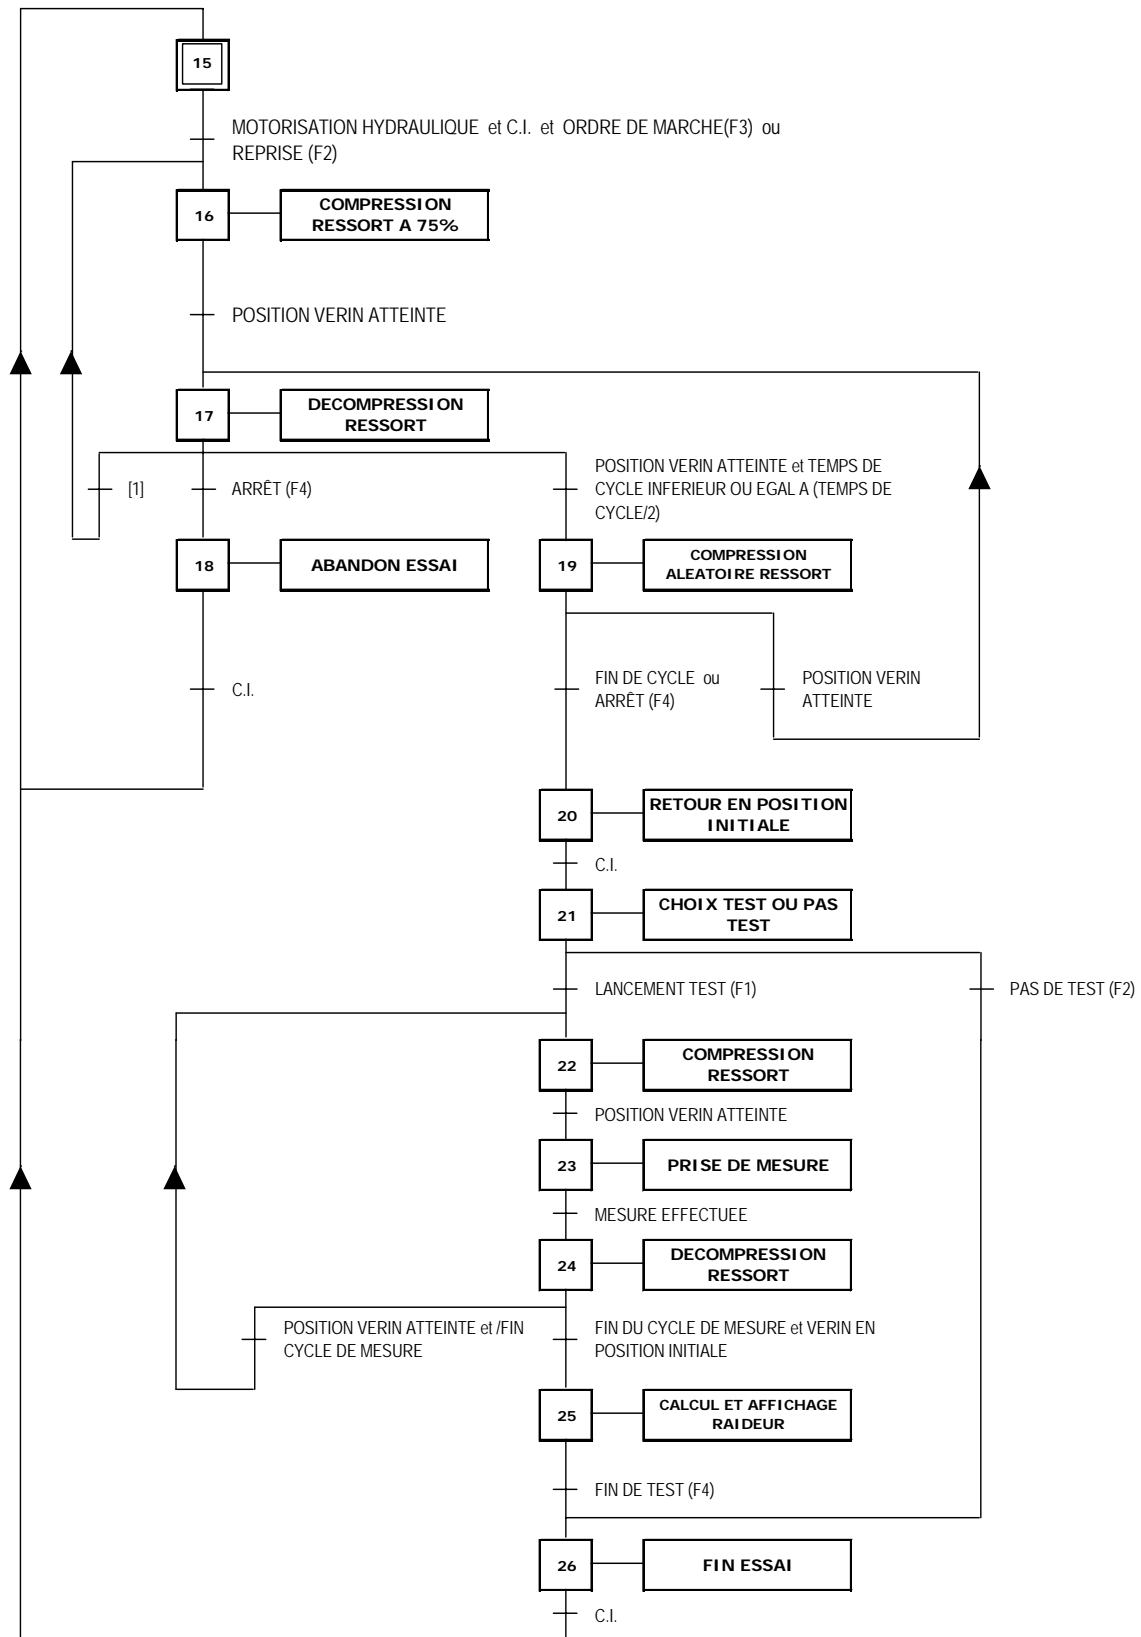 15
MOTORISATION HYDRAULIQUE et C.I. et ORDRE DE MARCHE(F3) ou
REPRISE (F2)
16
COMPRESSION
RESSORT A 75%
POSITION VERIN ATTEINTE
17
DECOMPRESSION
RESSORT
[1]
ARRÊT (F4)
POSITION VERIN ATTEINTE et TEMPS DE
CYCLE INFERIEUR OU EGAL A (TEMPS DE
CYCLE/2)
18
ABANDON ESSAI
19
COMPRESSION
ALEATOIRE RESSORT
C.I.
FIN DE CYCLE ou
ARRÊT (F4)
POSITION VERIN
ATTEINTE
20
RETOUR EN POSITION
INITIALE
C.I.
21
CHOIX TEST OU PAS
TEST
LANCEMENT TEST (F1)
PAS DE TEST (F2)
22
COMPRESSION
RESSORT
POSITION VERIN ATTEINTE
23
PRISE DE MESURE
MESURE EFFECTUEE
24
DECOMPRESSION
RESSORT
POSITION VERIN ATTEINTE et /FIN
CYCLE DE MESURE
FIN DU CYCLE DE MESURE et VERIN EN
POSITION INITIALE
25
CALCUL ET AFFICHAGE
RAIDEUR
FIN DE TEST (F4)
26
FIN ESSAI
C.I.